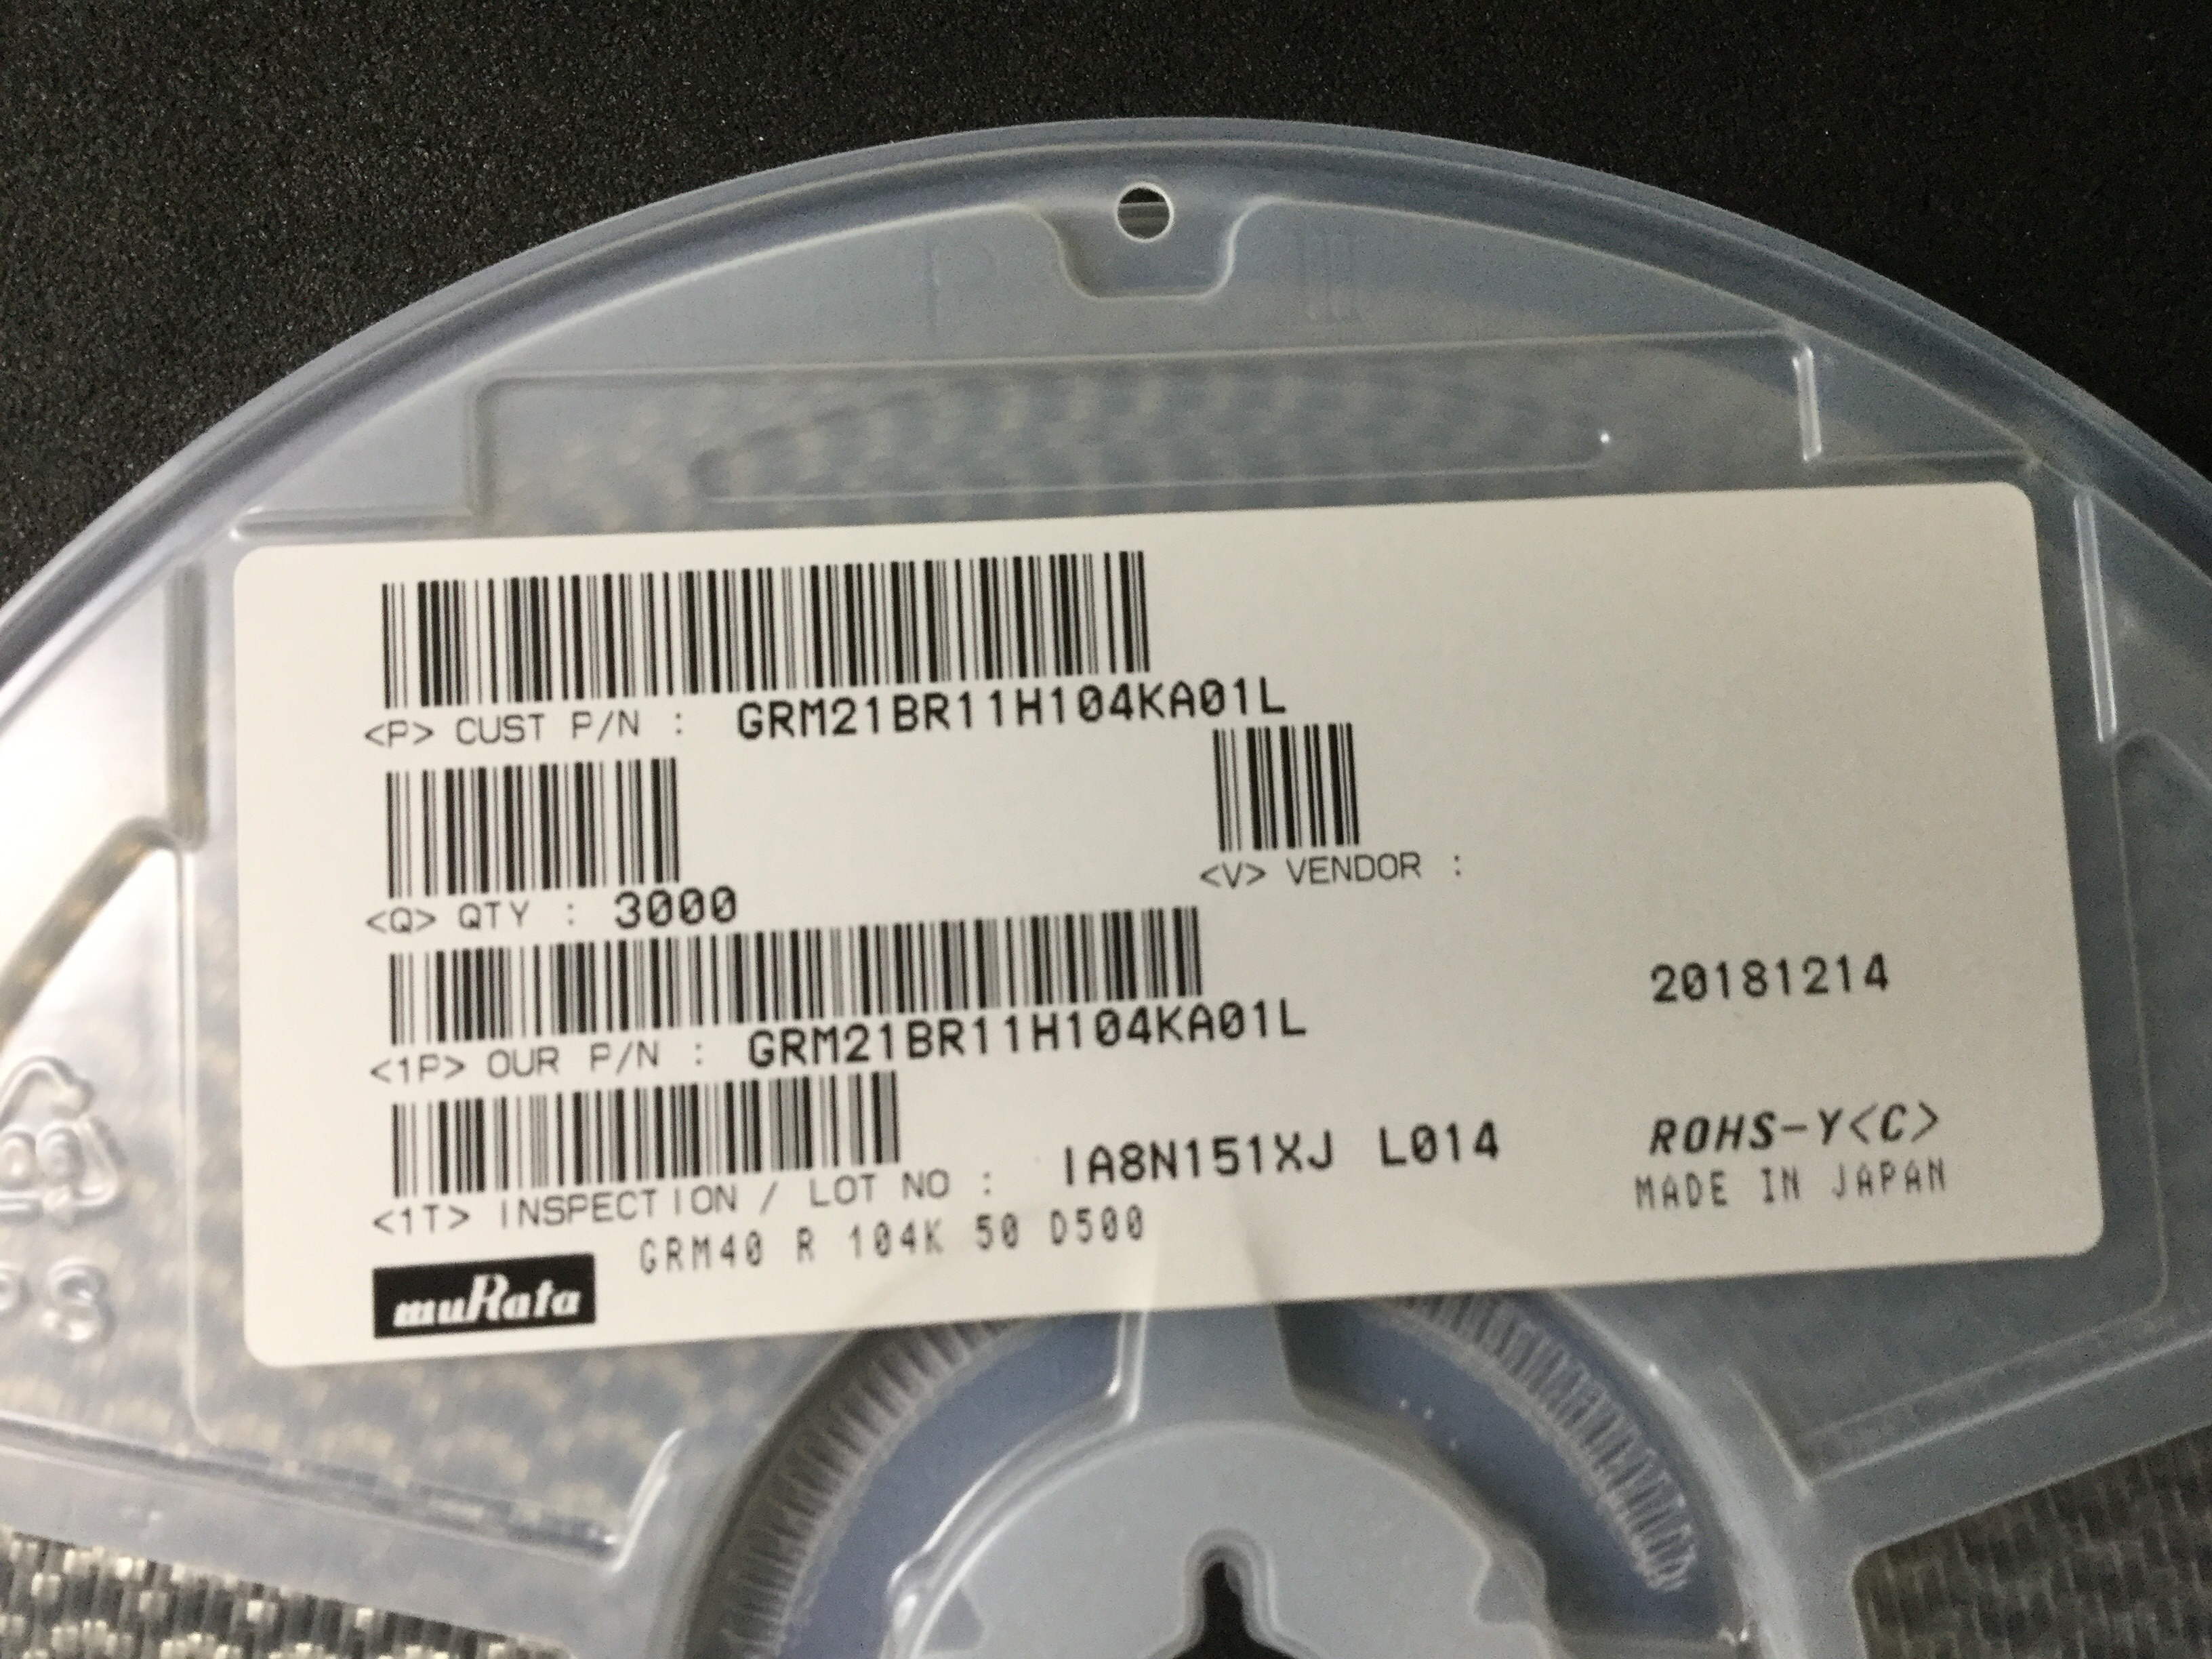 <P> CUST P/N : GRM21BR11H104KA01L
<Q> QTY : 3000
<V> VENDOR :
<1P> OUR P/N : GRM21BR11H104KA01L
20181214
<1T> INSPECTION / LOT NO : IA8N151XJ L014
ROHS-Y<C>
MADE IN JAPAN
GRM40 R 104K 50 D500
muRata